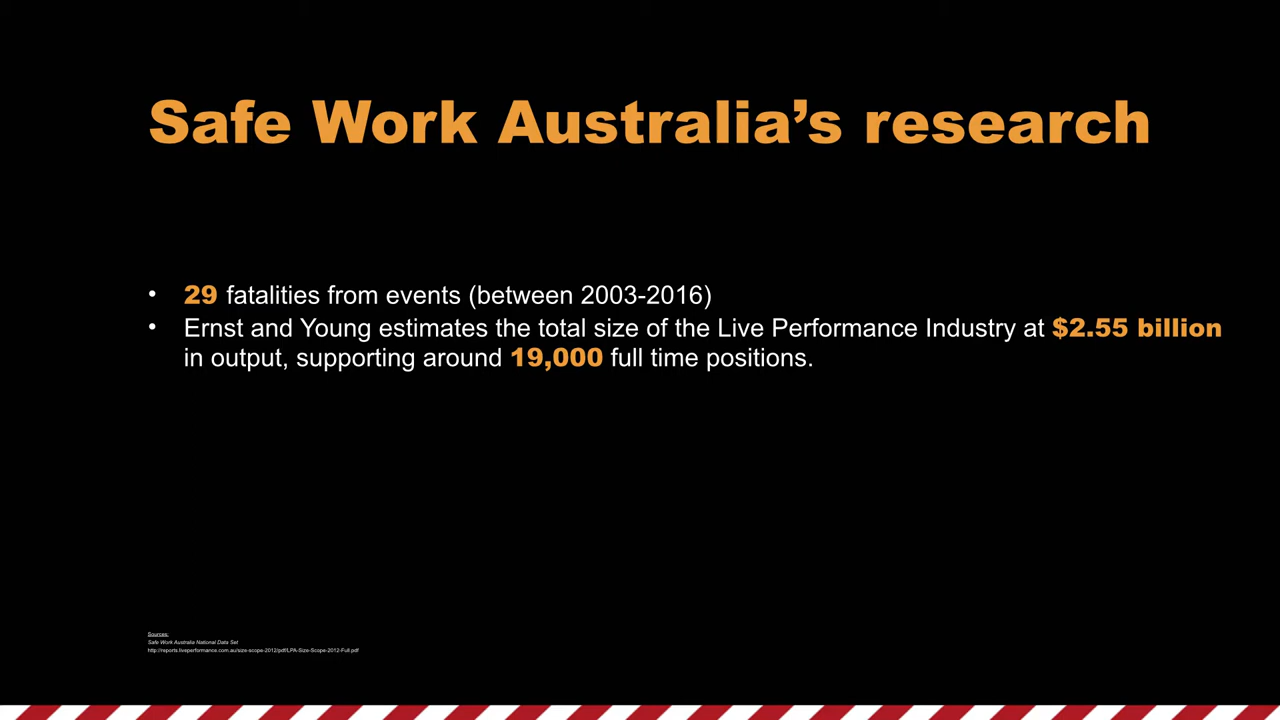 Safe Work Australia’s research
• 29 fatalities from events (between 2003-2016)
• Ernst and Young estimates the total size of the Live Performance Industry at $2.55 billion
in output, supporting around 19,000 full time positions.
Sources:
Safe Work Australia National Data Set
http://reports.liveperformance.com.au/size-scope-2012/pdf/LPA-Size-Scope-2012-Full.pdf